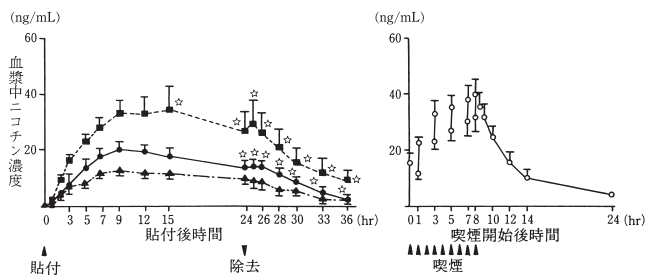 (ng/mL)
60
40
20
0
血漿中ニコチン濃度
0 3 5 7 9 12 15 24 26 28 30 33 36 (hr)
貼付後時間
貼付
除去
(ng/mL)
60
40
20
0
0 1 3 5 7 8 10 12 14 24
喫煙開始後時間 (hr)
喫煙